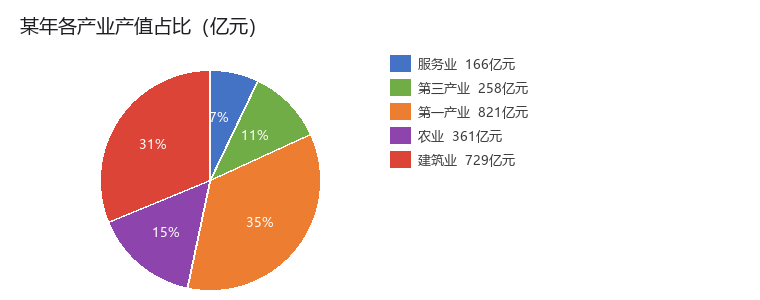 某年各产业产值占比（亿元）
服务业 166亿元
第三产业 258亿元
第一产业 821亿元
农业 361亿元
建筑业 729亿元
7%
11%
31%
35%
15%